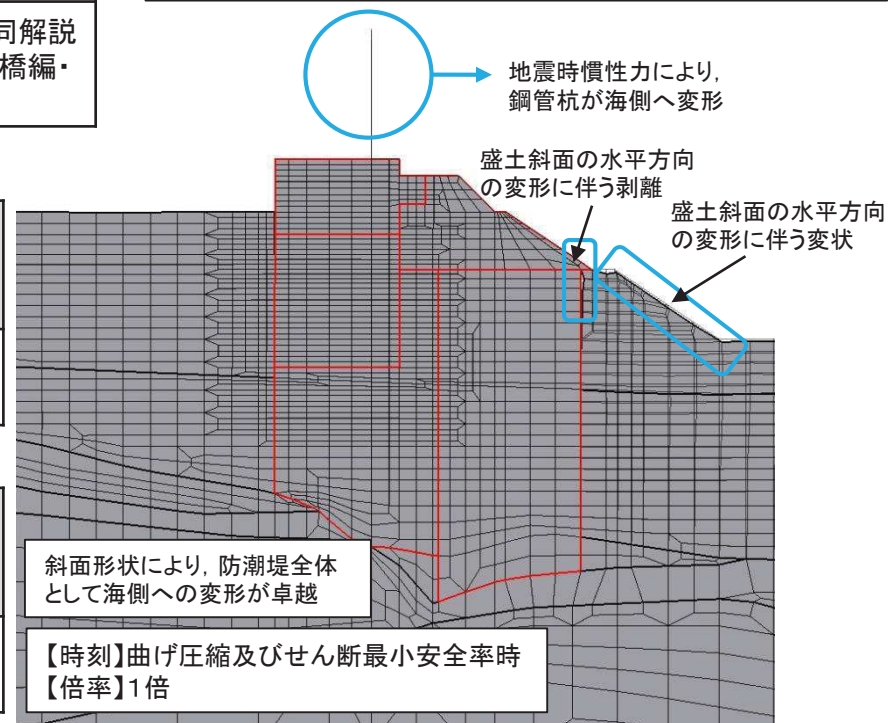 同解説
橋編・
地震時慣性力により,
鋼管杭が海側へ変形
盛土斜面の水平方向
の変形に伴う剥離
盛土斜面の水平方向
の変形に伴う変状
斜面形状により, 防潮堤全体
として海側への変形が卓越
【時刻】曲げ圧縮及びせん断最小安全率時
【倍率】1倍